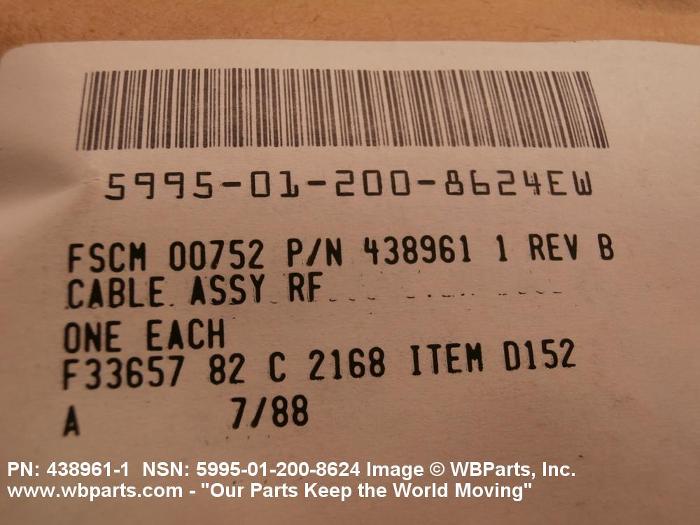 5995-01-200-8624EW
FSCM 00752 P/N 438961 1 REV B
CABLE ASSY RF
ONE EACH
F33657 82 C 2168 ITEM D152
A 7/88
PN: 438961-1 NSN: 5995-01-200-8624 Image © WBParts, Inc.
www.wbparts.com - "Our Parts Keep the World Moving"